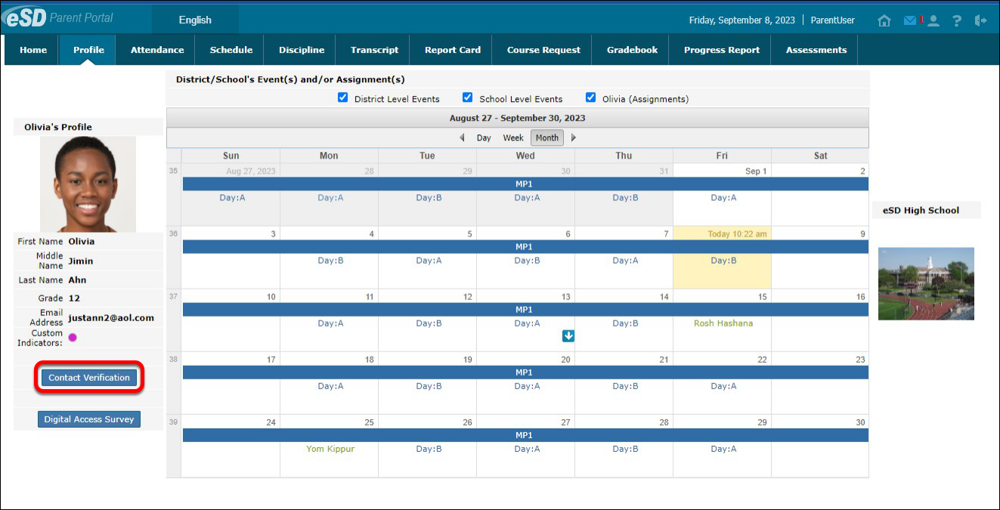 eSD Parent Portal
English
Friday, September 8, 2023 | ParentUser
Home Profile Attendance Schedule Discipline Transcript Report Card Course Request Gradebook Progress Report Assessments
District/School's Event(s) and/or Assignment(s)
District Level Events School Level Events Olivia (Assignments)
August 27 - September 30, 2023
Day Week Month
Olivia's Profile
First Name Olivia
Middle
Name Jimin
Last Name Ahn
Grade 12
Email
Address justann2@aol.com
Custom
Indicators:
Contact Verification
Digital Access Survey
Sun Mon Tue Wed Thu Fri Sat
35 Aug 27, 2023 28 29 30 31 Sep 1 2
MP1
Day:A Day:A Day:B Day:A Day:B Day:A
36 3 4 5 6 7 Today 10:22 am 9
MP1
Day:B Day:A Day:B Day:A Day:B
37 10 11 12 13 14 15 16
MP1
Day:A Day:B Day:A Day:B Rosh Hashana
38 17 18 19 20 21 22 23
MP1
Day:A Day:B Day:A Day:B Day:A
39 24 25 26 27 28 29 30
MP1
Yom Kippur Day:B Day:A Day:B Day:A
eSD High School